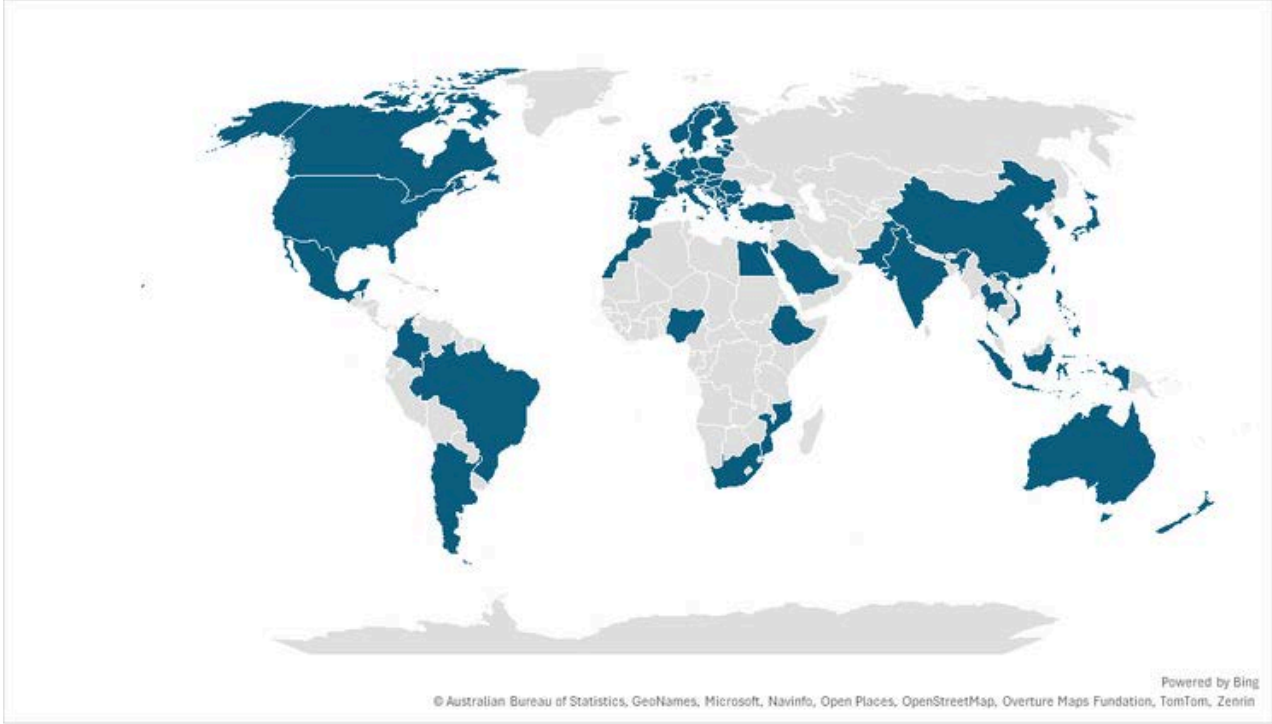 Powered by Bing
© Australian Bureau of Statistics, GeoNames, Microsoft, Navinfo, Open Places, OpenStreetMap, Overture Maps Fundation, TomTom, Zenrin